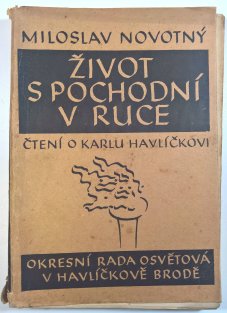 MILOSLAV NOVOTNÝ
ŽIVOT
S POCHODNÍ
V RUCE
ČTENÍ O KARLU HAVLÍČKOVI
OKRESNÍ RADA OSVĚTOVÁ
V HAVLÍČKOVĚ BRODĚ